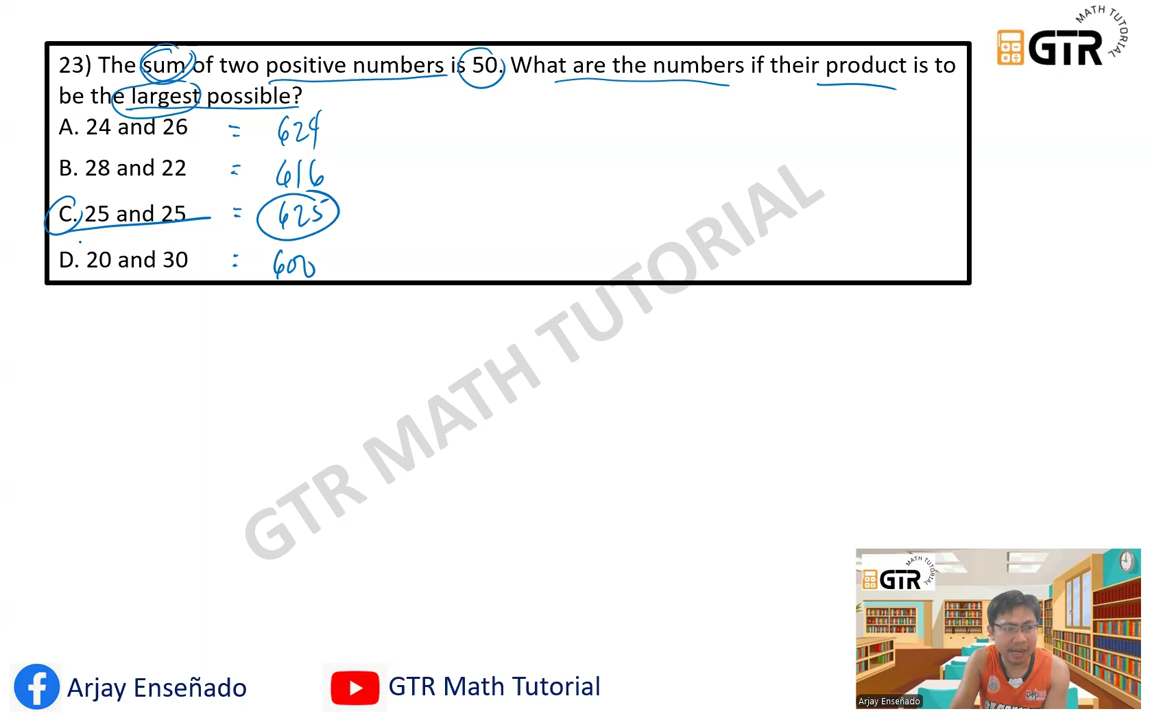 MATH TUTORIAL
GTR
23) The sum of two positive numbers is 50. What are the numbers if their product is to
be the largest possible?
A. 24 and 26 = 624
B. 28 and 22 = 616
C. 25 and 25 = 625
D. 20 and 30 = 600
GTR MATH TUTORIAL
MATH TUTORIAL
GTR
Arjay Enseñado
Arjay Enseñado
GTR Math Tutorial